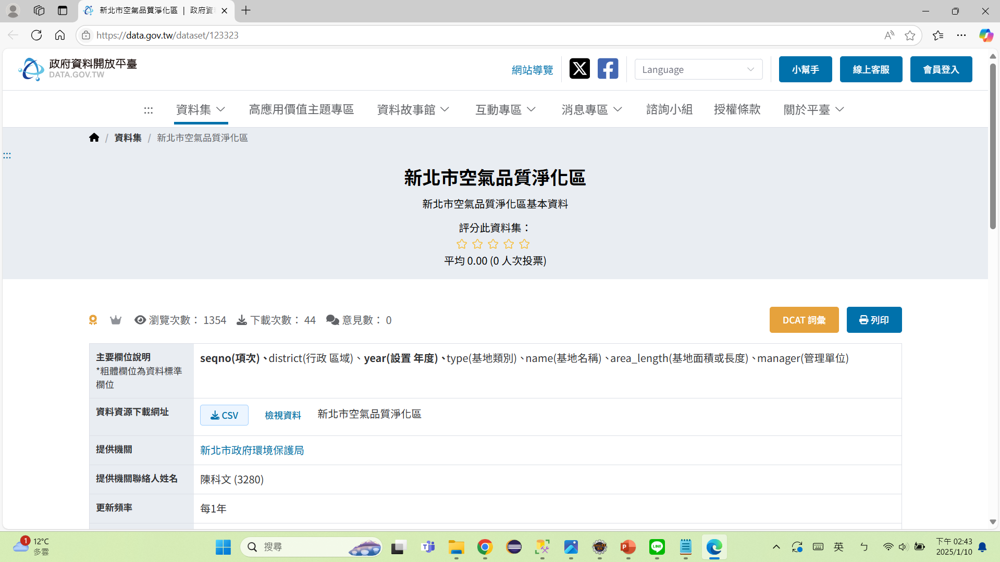 新北市空氣品質淨化區 | 政府資
https://data.gov.tw/dataset/123323
政府資料開放平臺
DATA.GOV.TW
網站導覽
Language
小幫手
線上客服
會員登入
:::
資料集
高應用價值主題專區
資料故事館
互動專區
消息專區
諮詢小組
授權條款
關於平臺
/ 資料集 / 新北市空氣品質淨化區
:::
新北市空氣品質淨化區
新北市空氣品質淨化區基本資料
評分此資料集：
平均 0.00 (0 人次投票)
瀏覽次數： 1354
下載次數： 44
意見數： 0
DCAT 詞彙
列印
主要欄位說明
*粗體欄位為資料標準
欄位
seqno(項次)、district(行政 區域)、year(設置 年度)、type(基地類別)、name(基地名稱)、area_length(基地面積或長度)、manager(管理單位)
資料資源下載網址
CSV
檢視資料
新北市空氣品質淨化區
提供機關
新北市政府環境保護局
提供機關聯絡人姓名
陳科文 (3280)
更新頻率
每1年
1
12°C
多雲
搜尋
LINE
英
ㄅ
下午 02:43
2025/1/10